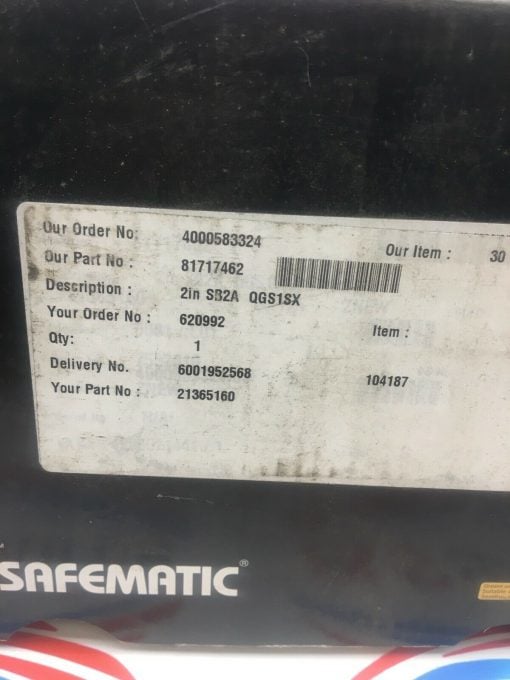 Our Order No: 4000583324 Our Item : 30
Our Part No : 81717462
Description : 2in SB2A QGS1SX
Your Order No : 620992 Item :
Qty: 1
Delivery No. 6001952568 104187
Your Part No : 21365160
SAFEMATIC®